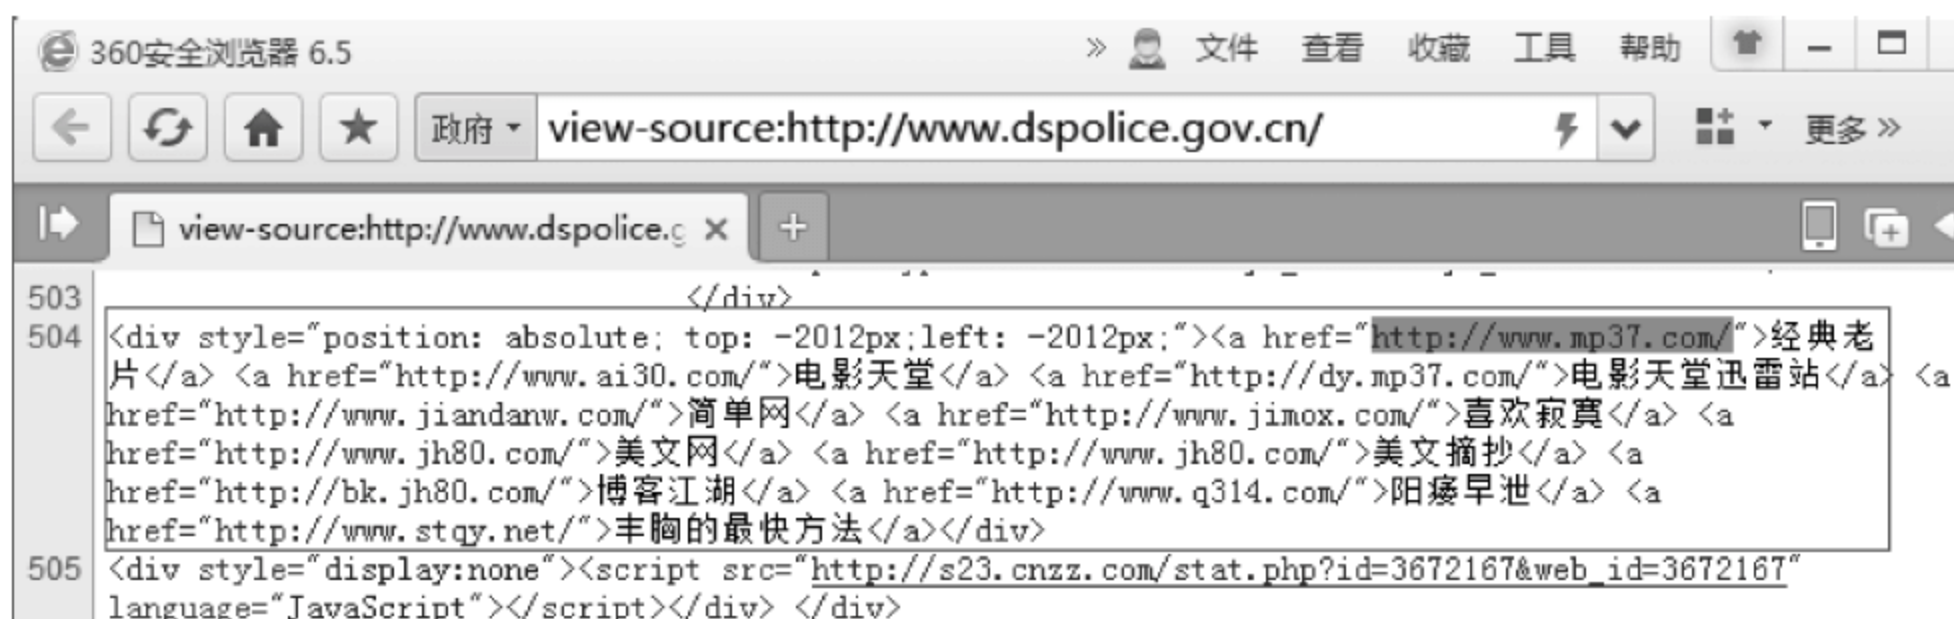 360安全浏览器 6.5
» 文件 查看 收藏 工具 帮助
政府 view-source:http://www.dspolice.gov.cn/ 更多 »
view-source:http://www.dspolice.g
503 </div>
504 <div style="position: absolute; top: -2012px;left: -2012px;"><a href="http://www.mp37.com/">经典老
片</a> <a href="http://www.ai30.com/">电影天堂</a> <a href="http://dy.mp37.com/">电影天堂迅雷站</a> <a
href="http://www.jiandanw.com/">简单网</a> <a href="http://www.jimox.com/">喜欢寂寞</a> <a
href="http://www.jh80.com/">美文网</a> <a href="http://www.jh80.com/">美文摘抄</a> <a
href="http://bk.jh80.com/">博客江湖</a> <a href="http://www.q314.com/">阳痿早泄</a> <a
href="http://www.stqy.net/">丰胸的最快方法</a></div>
505 <div style="display:none"><script src="http://s23.cnzz.com/stat.php?id=3672167&web_id=3672167"
language="JavaScript"></script></div> </div>